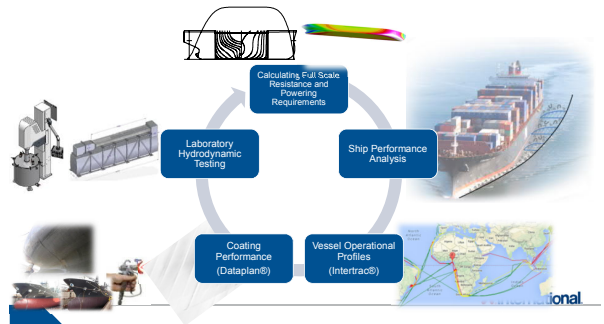 Calculating Full Scale
Resistance and
Powering
Requirements
Laboratory
Hydrodynamic
Testing
Ship Performance
Analysis
Coating
Performance
(Dataplan®)
Vessel Operational
Profiles
(Intertrac®)
International